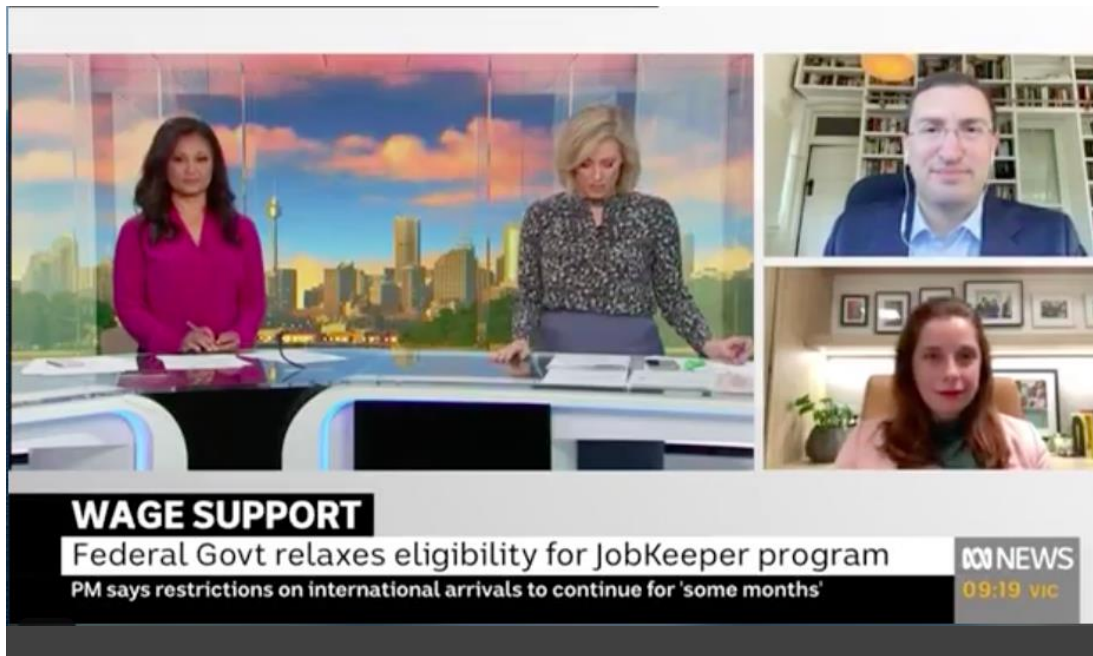 WAGE SUPPORT
Federal Govt relaxes eligibility for JobKeeper program
PM says restrictions on international arrivals to continue for 'some months'
NEWS
09:19 VIC